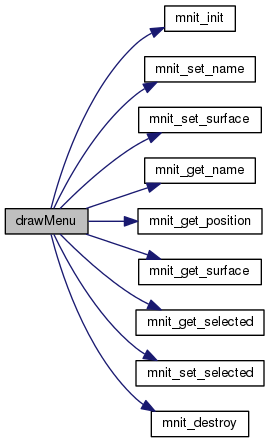 mnit_init
mnit_set_name
mnit_set_surface
mnit_get_name
drawMenu
mnit_get_position
mnit_get_surface
mnit_get_selected
mnit_set_selected
mnit_destroy